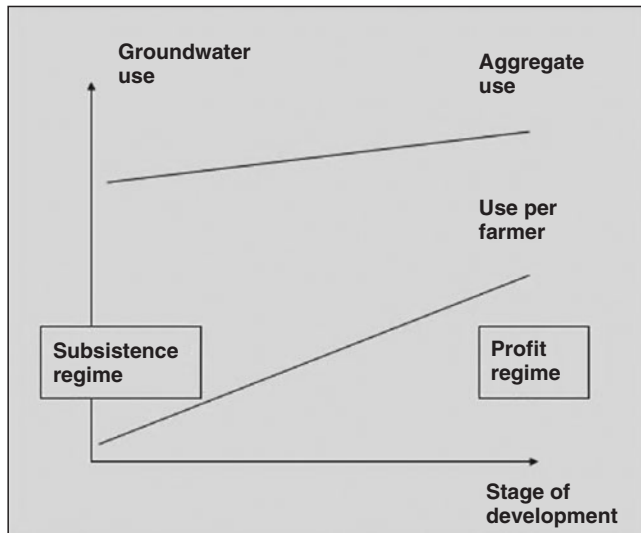 Groundwater
use
Aggregate
use
Use per
farmer
Subsistence
regime
Profit
regime
Stage of
development